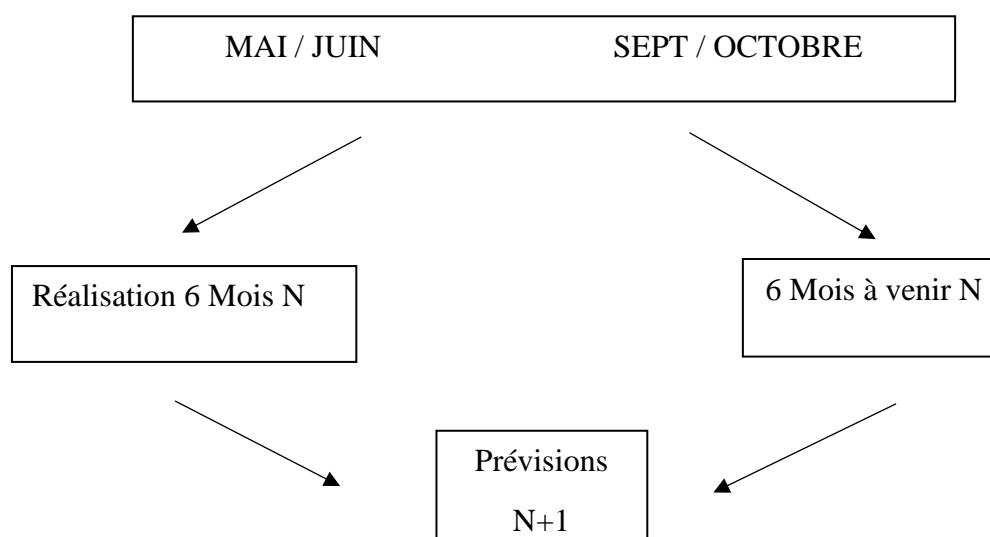 MAI / JUIN SEPT / OCTOBRE
Réalisation 6 Mois N
6 Mois à venir N
Prévisions
N+1